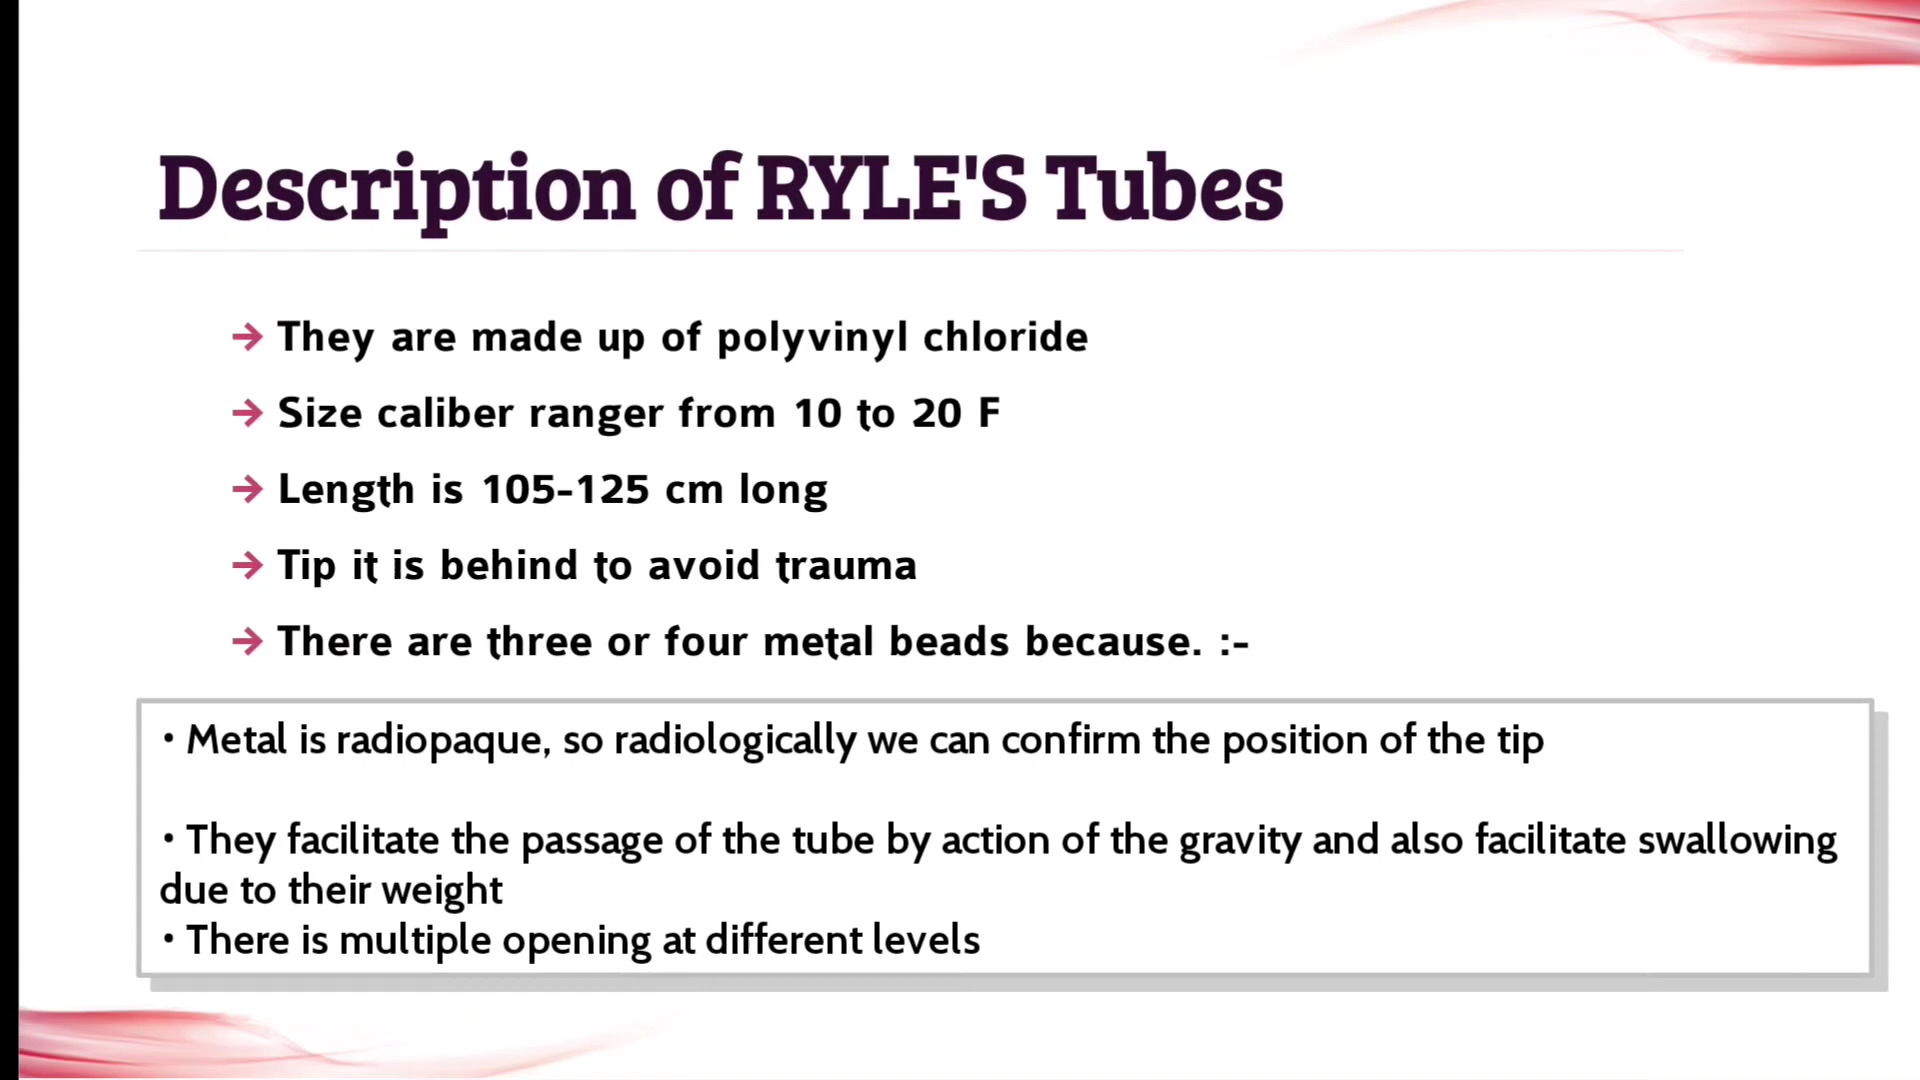 Description of RYLE'S Tubes
→ They are made up of polyvinyl chloride
→ Size caliber ranger from 10 to 20 F
→ Length is 105-125 cm long
→ Tip it is behind to avoid trauma
→ There are three or four metal beads because. :-
• Metal is radiopaque, so radiologically we can confirm the position of the tip
• They facilitate the passage of the tube by action of the gravity and also facilitate swallowing
due to their weight
• There is multiple opening at different levels